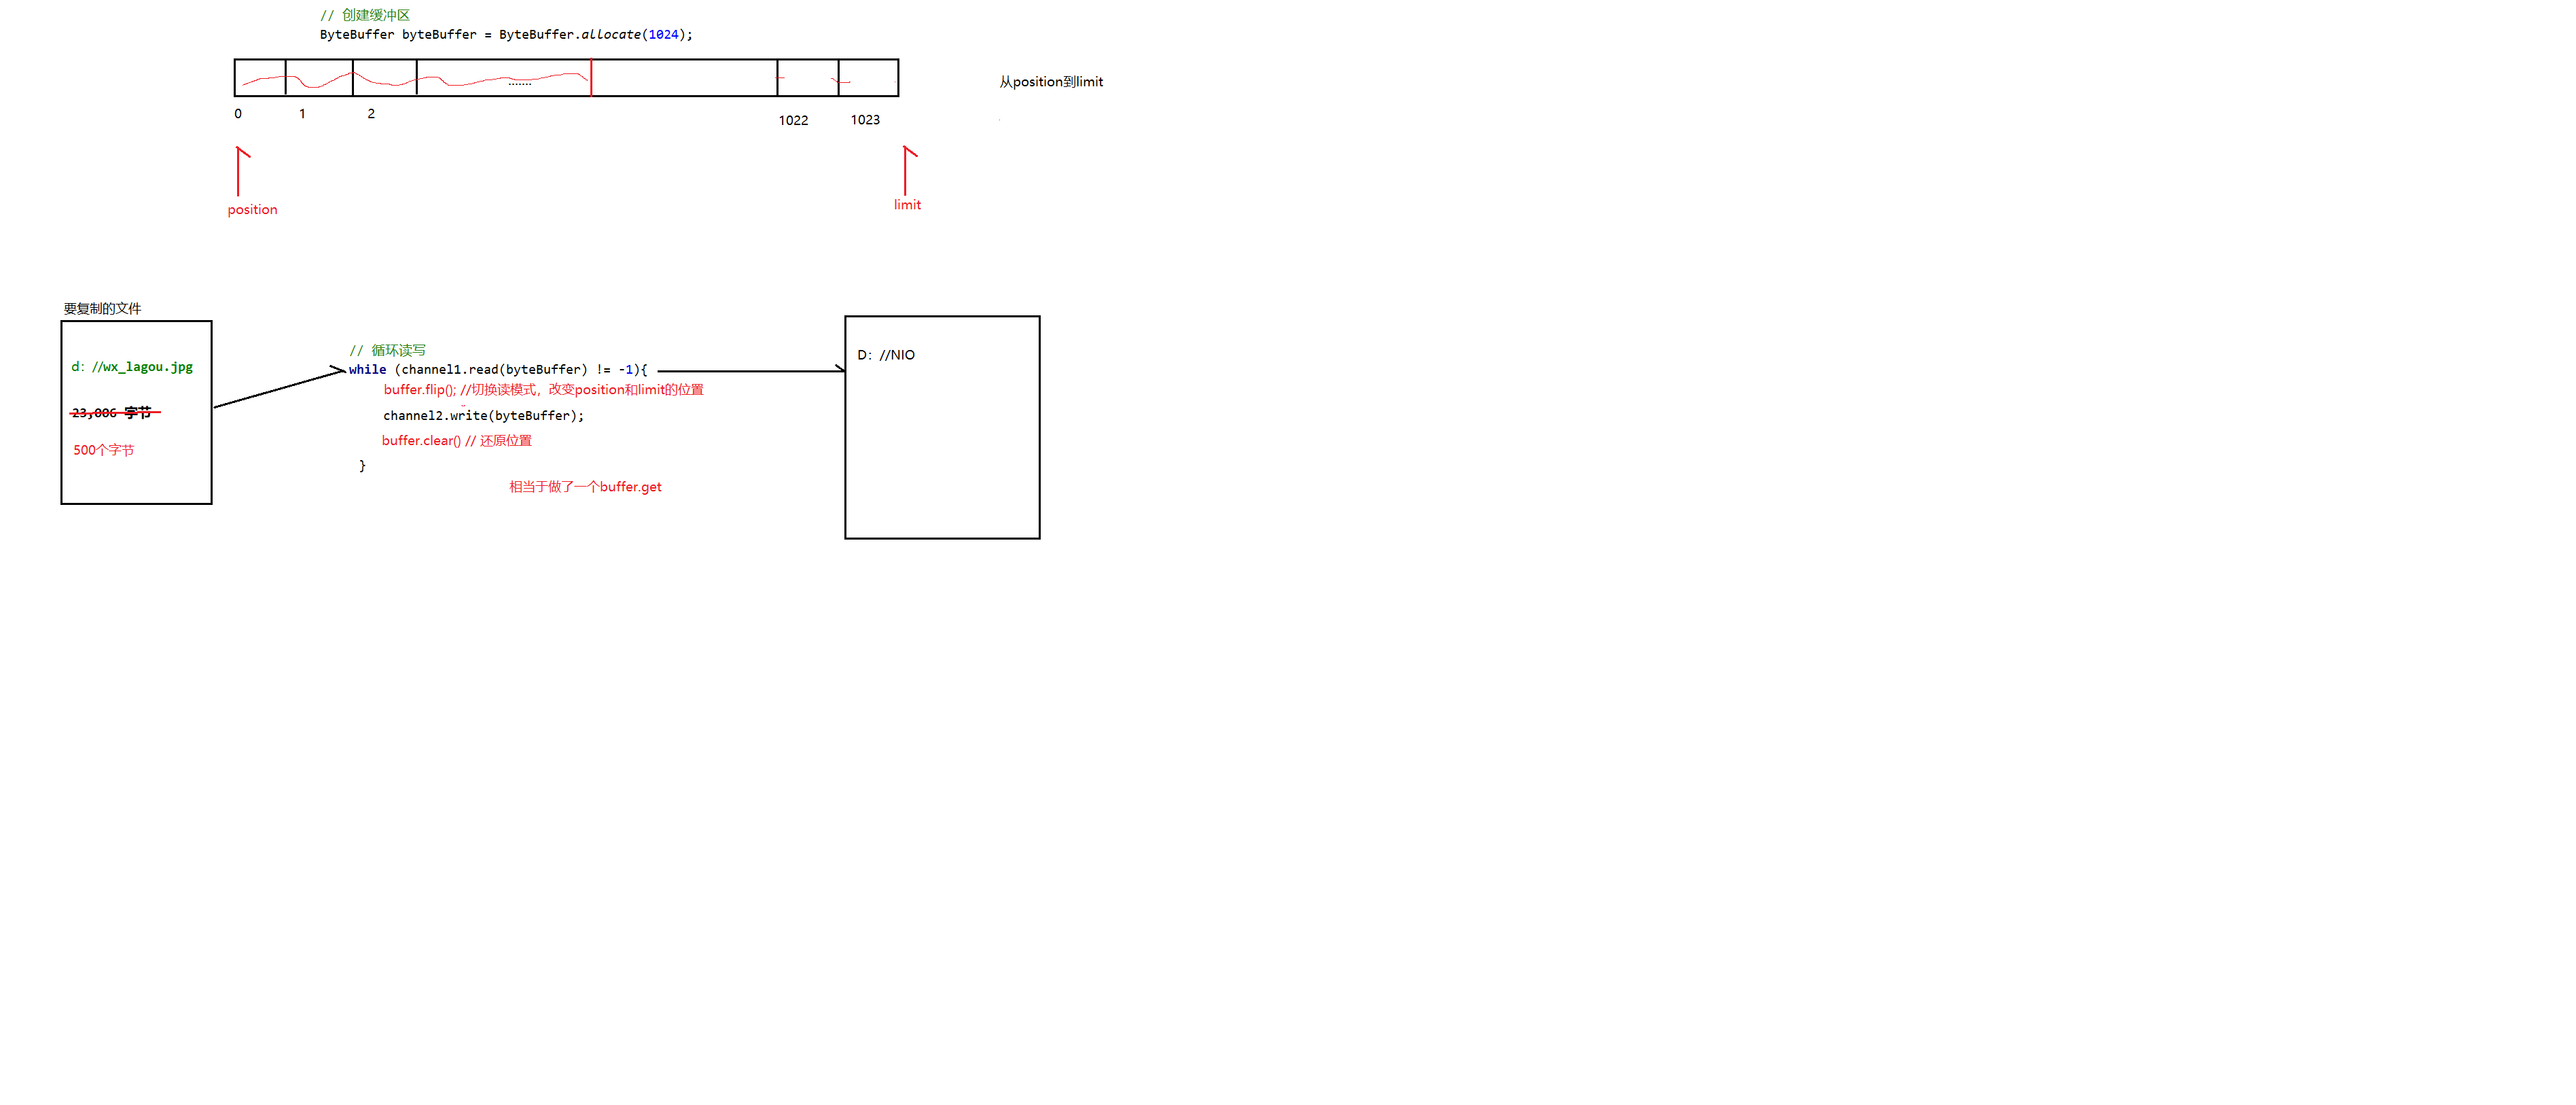 // 创建缓冲区
ByteBuffer byteBuffer = ByteBuffer.allocate(1024);
.......
从position到limit
0 1 2 1022 1023
position
limit
要复制的文件
d: //wx_lagou.jpg
23,006 字节
500个字节
// 循环读写
while (channel1.read(byteBuffer) != -1){
buffer.flip(); //切换读模式，改变position和limit的位置
channel2.write(byteBuffer);
buffer.clear() // 还原位置
}
相当于做了一个buffer.get
D: //NIO